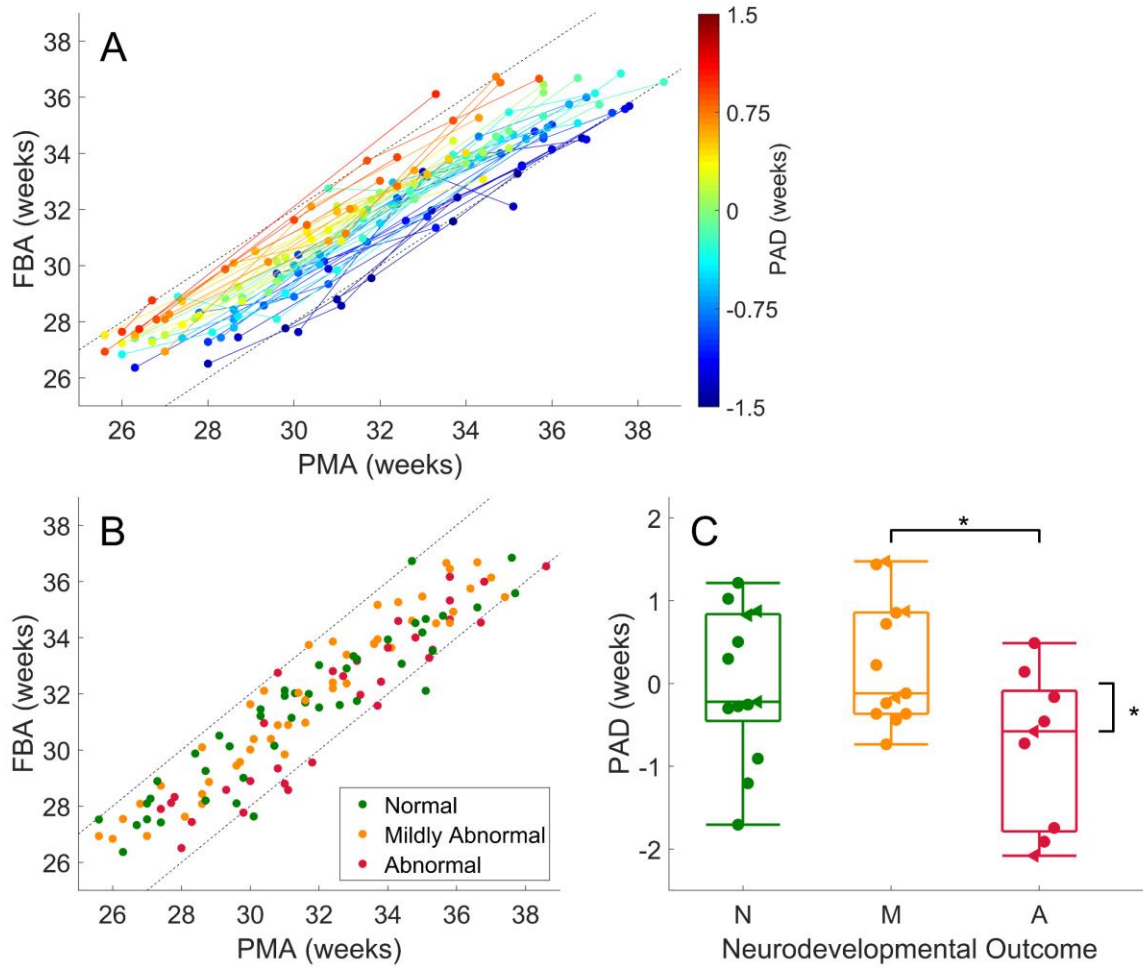 A
FBA (weeks)
38
36
34
32
30
28
26
26 28 30 32 34 36 38
PMA (weeks)
1.5
0.75
0
-0.75
-1.5
PAD (weeks)
B
FBA (weeks)
38
36
34
32
30
28
26
Normal
Mildly Abnormal
Abnormal
26 28 30 32 34 36 38
PMA (weeks)
C
PAD (weeks)
2
1
0
-1
-2
*
*
N M A
Neurodevelopmental Outcome